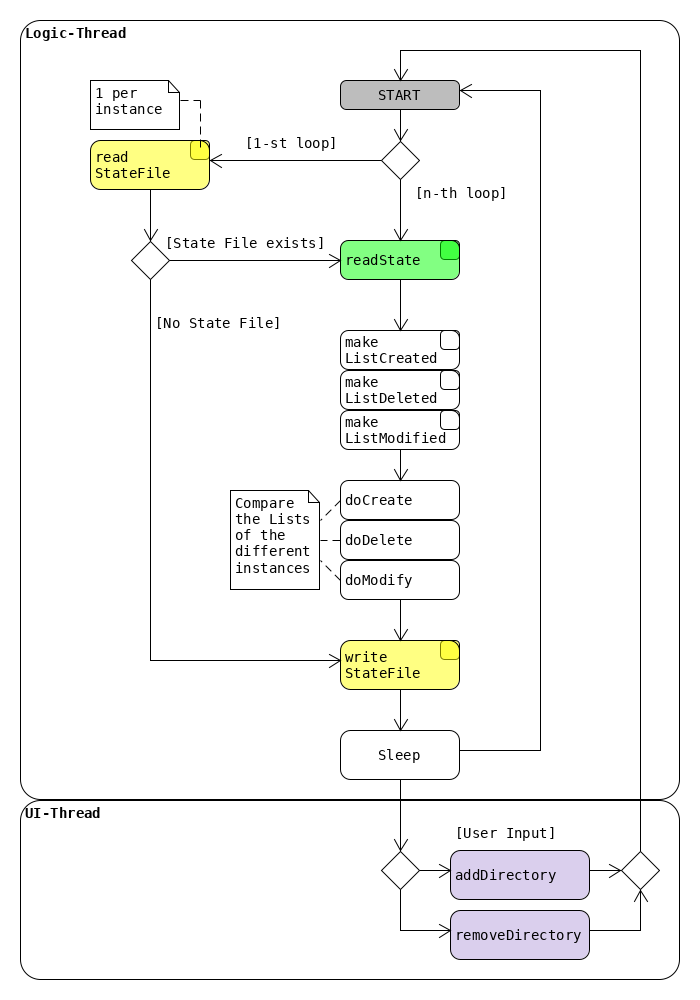 Logic-Thread
1 per
instance
START
[1-st loop]
read
StateFile
[n-th loop]
[State File exists]
readState
[No State File]
make
ListCreated
make
ListDeleted
make
ListModified
Compare
the Lists
of the
different
instances
doCreate
doDelete
doModify
write
StateFile
Sleep
UI-Thread
[User Input]
addDirectory
removeDirectory